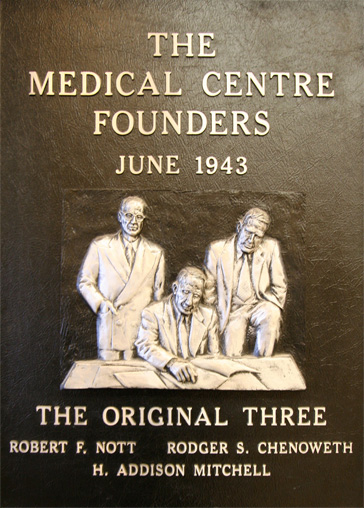 THE
MEDICAL CENTRE
FOUNDERS
JUNE 1943
THE ORIGINAL THREE
ROBERT F. NOTT RODGER S. CHENOWETH
H. ADDISON MITCHELL